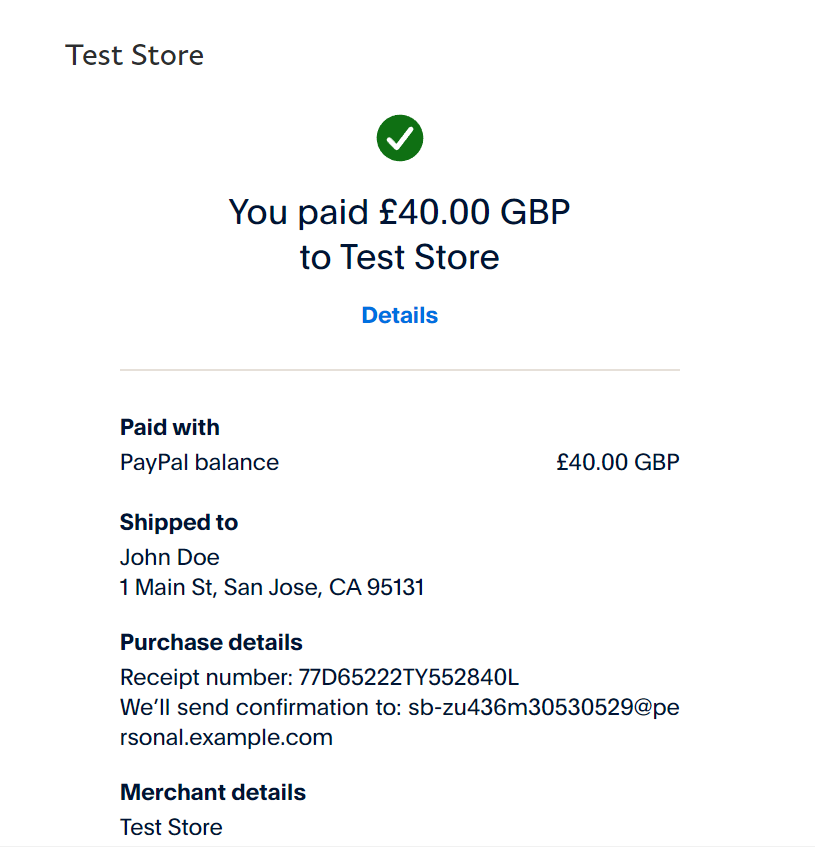 Test Store
You paid £40.00 GBP
to Test Store
Details
Paid with
PayPal balance £40.00 GBP
Shipped to
John Doe
1 Main St, San Jose, CA 95131
Purchase details
Receipt number: 77D65222TY552840L
We’ll send confirmation to: sb-zu436m30530529@pe
rsonal.example.com
Merchant details
Test Store